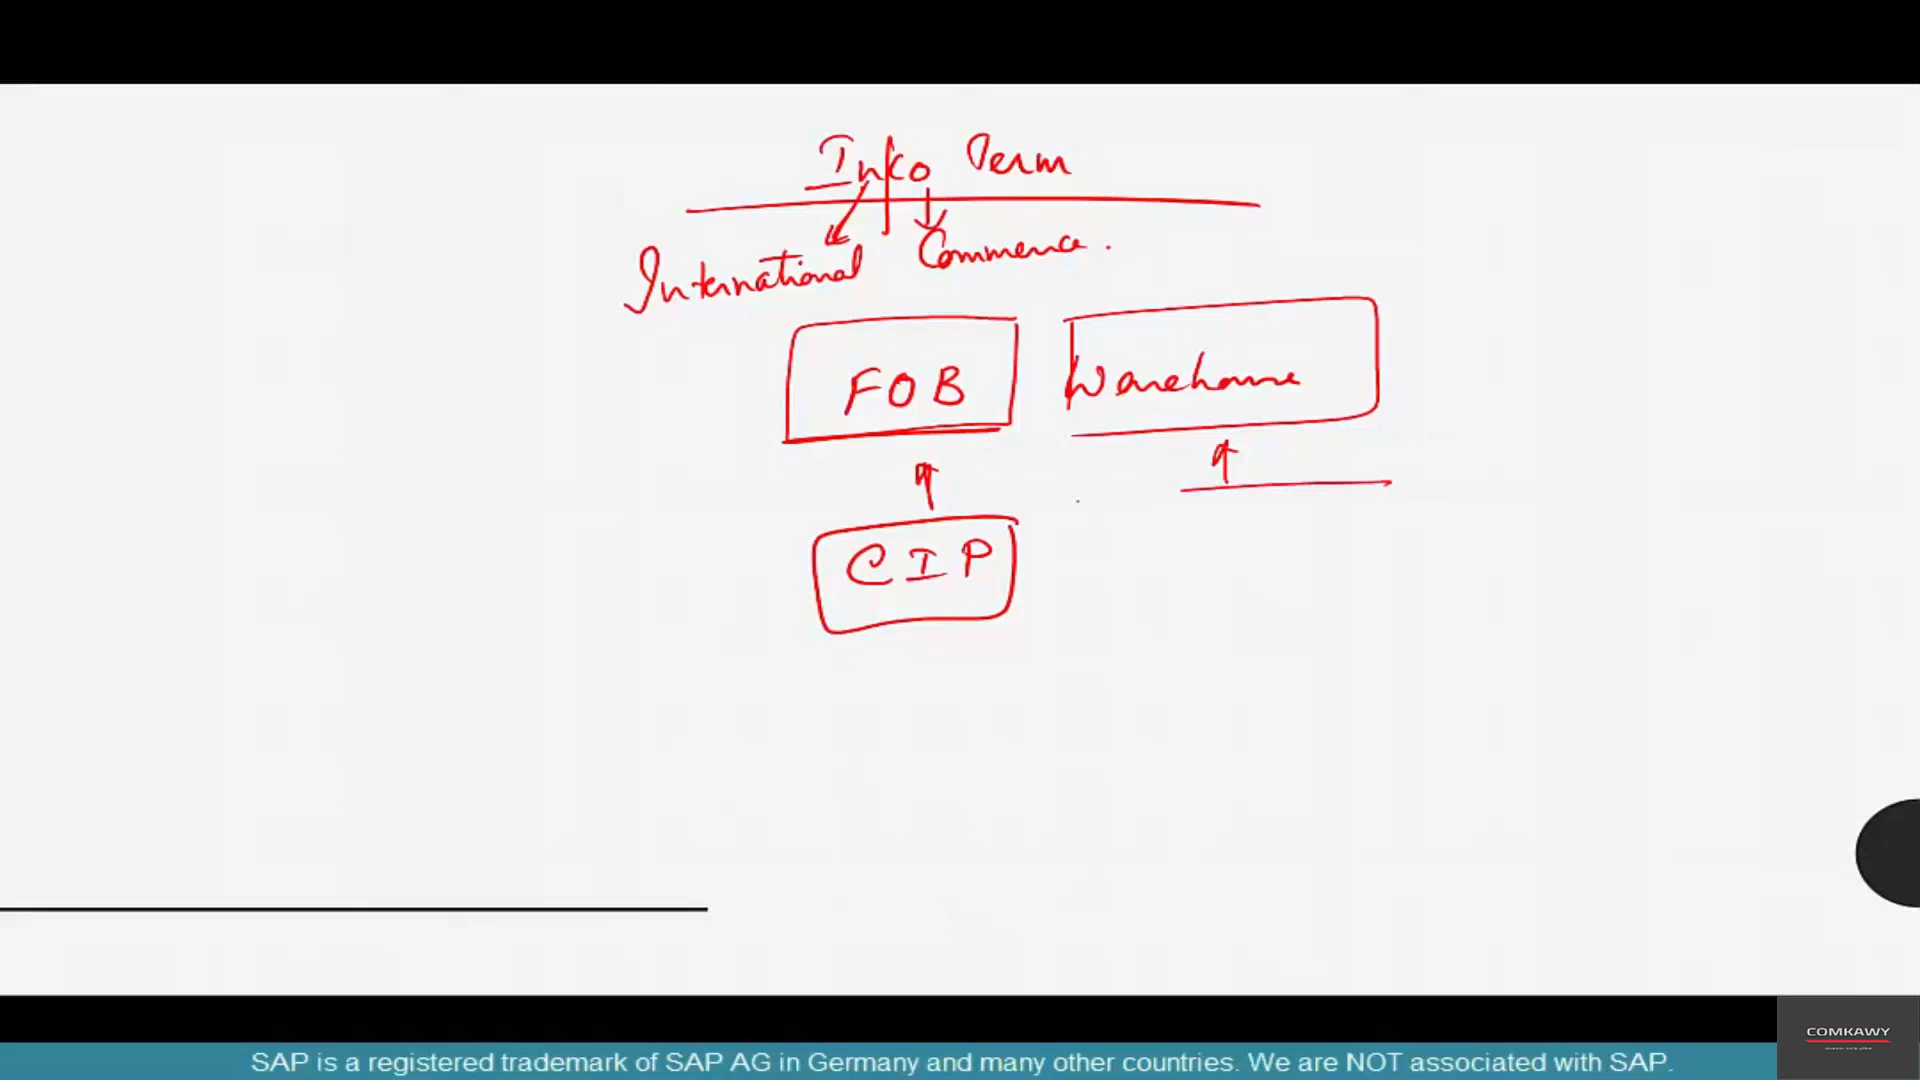 Inko Term
International Commerce.
FOB Warehouse
CIP
COMKAWY
SAP is a registered trademark of SAP AG in Germany and many other countries. We are NOT associated with SAP.